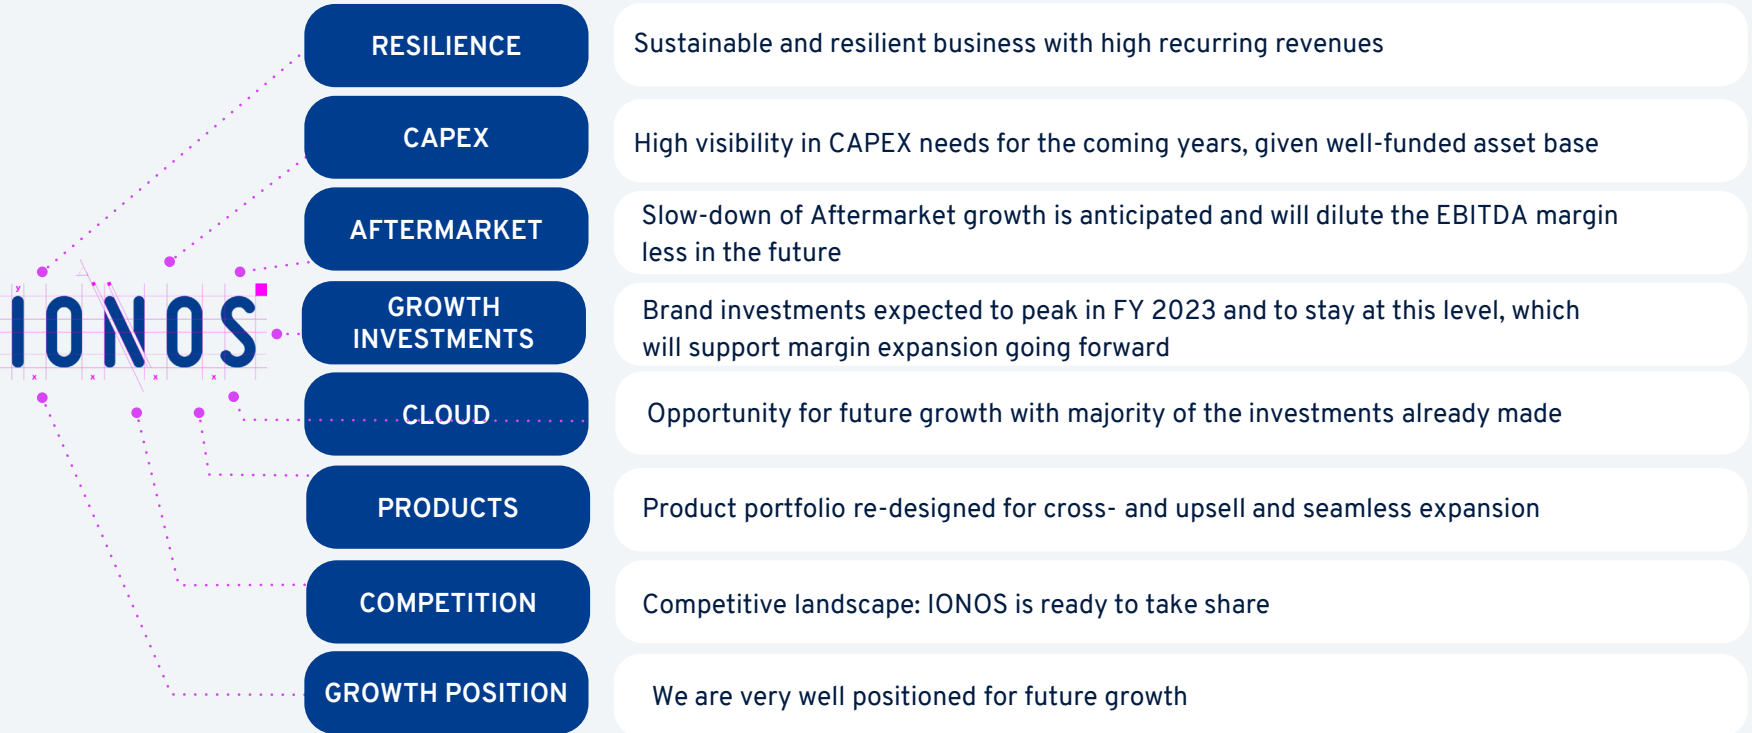 RESILIENCE
Sustainable and resilient business with high recurring revenues
CAPEX
High visibility in CAPEX needs for the coming years, given well-funded asset base
AFTERMARKET
Slow-down of Aftermarket growth is anticipated and will dilute the EBITDA margin
less in the future
y
IONOS
x x x x
GROWTH
INVESTMENTS
Brand investments expected to peak in FY 2023 and to stay at this level, which
will support margin expansion going forward
CLOUD
Opportunity for future growth with majority of the investments already made
PRODUCTS
Product portfolio re-designed for cross- and upsell and seamless expansion
COMPETITION
Competitive landscape: IONOS is ready to take share
GROWTH POSITION
We are very well positioned for future growth